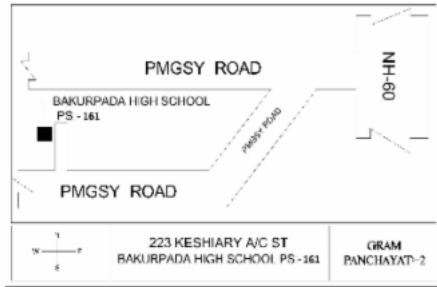 PMGSY ROAD
NH-60
BAKURPADA HIGH SCHOOL
PS - 161
PMGSY ROAD
PMGSY ROAD
W
E
S
223 KESHIARY A/C ST
BAKURPADA HIGH SCHOOL PS -161
GRAM
PANCHAYAT-2